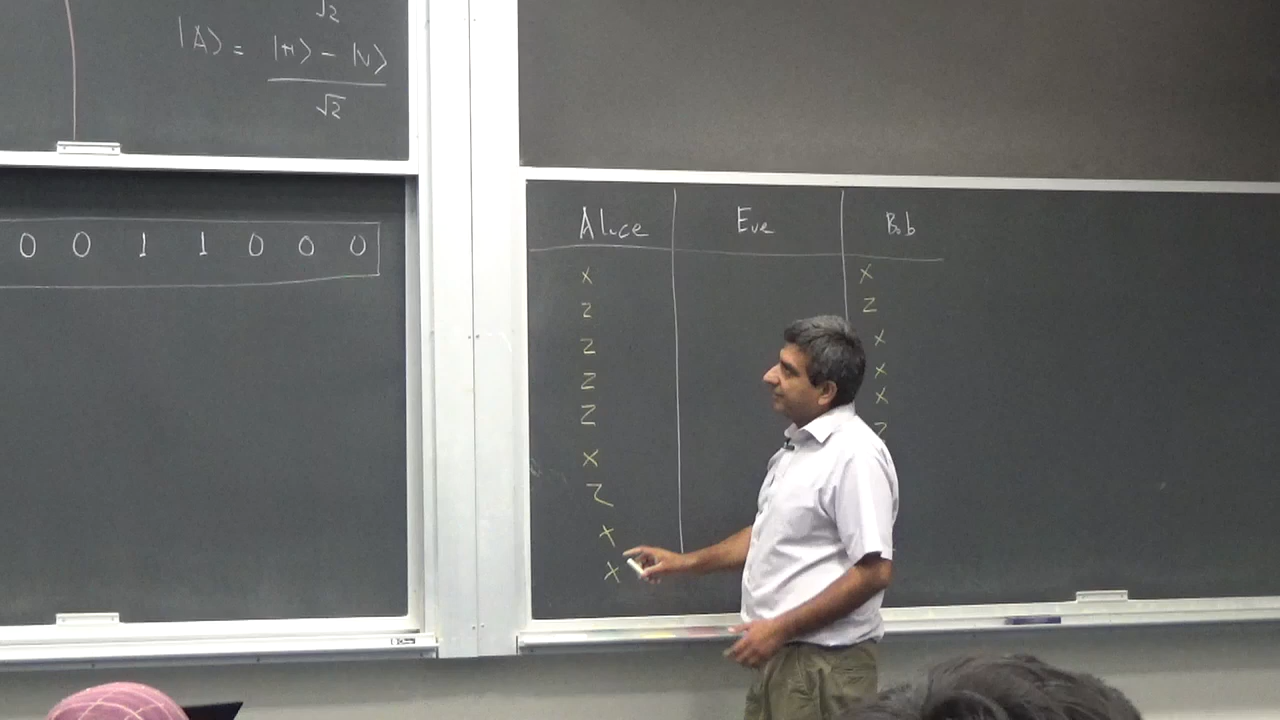 √2
|A⟩ = |H⟩ - |V⟩
√2
0 0 1 1 0 0 0
Alice Eve Bob
X X
Z Z
Z X
Z X
Z X
X Z
Z
X
X